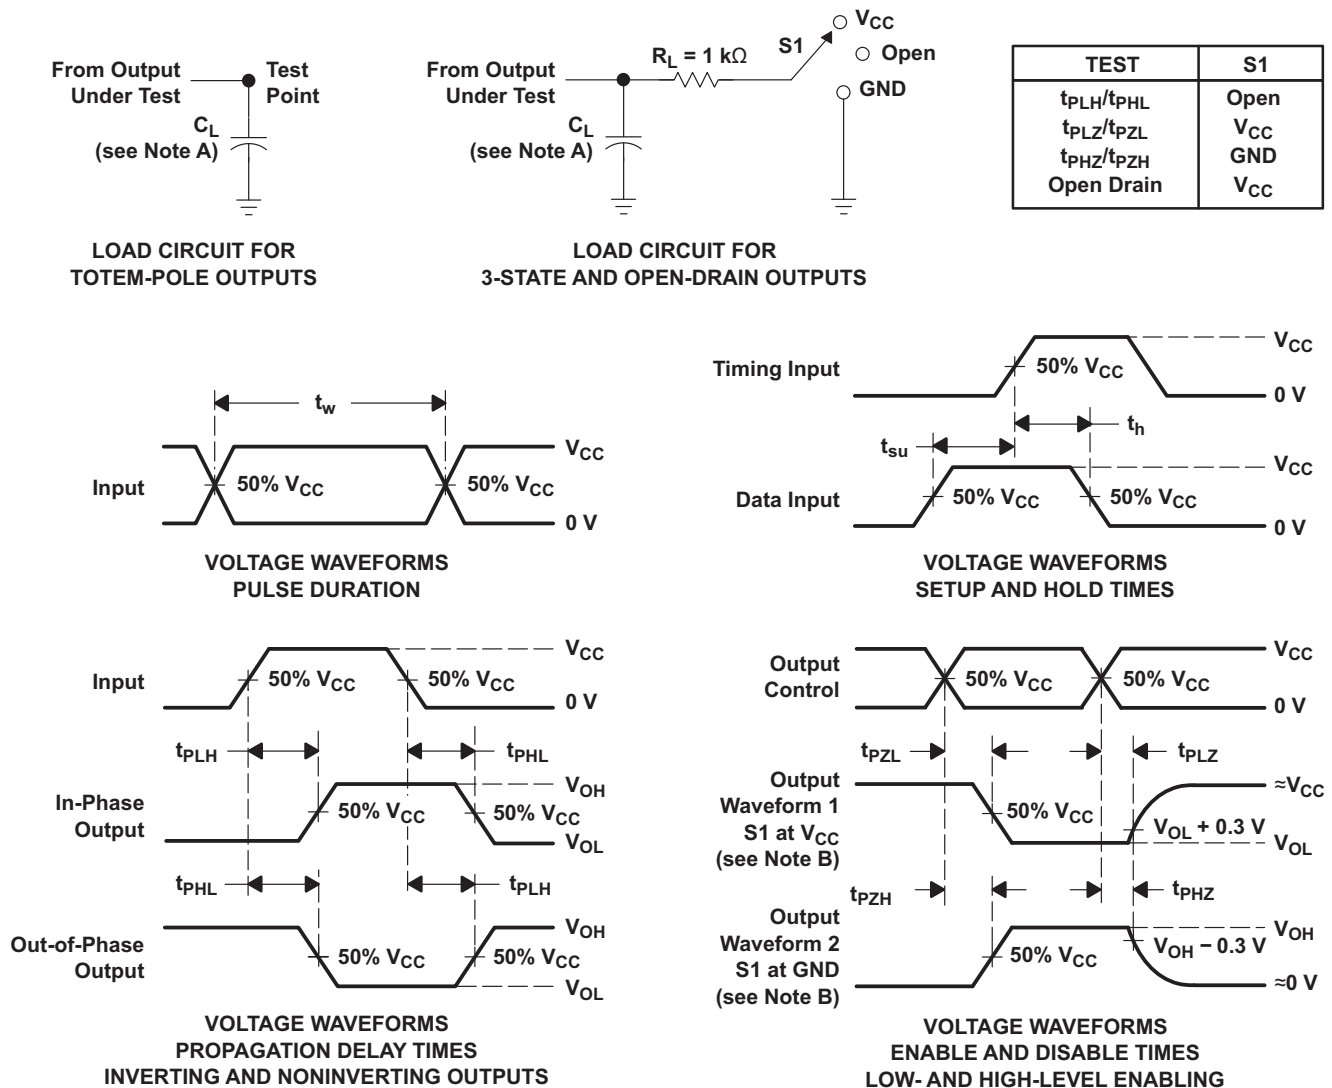 From Output
Under Test
Test
Point
C_L
(see Note A)
LOAD CIRCUIT FOR
TOTEM-POLE OUTPUTS
From Output
Under Test
R_L = 1 kΩ
S1
V_CC
Open
GND
C_L
(see Note A)
LOAD CIRCUIT FOR
3-STATE AND OPEN-DRAIN OUTPUTS
TEST S1
t_PLH/t_PHL Open
t_PLZ/t_PZL V_CC
t_PHZ/t_PZH GND
Open Drain V_CC
t_w
Input
50% V_CC
50% V_CC
V_CC
0 V
VOLTAGE WAVEFORMS
PULSE DURATION
Timing Input
50% V_CC
V_CC
0 V
t_su
t_h
Data Input
50% V_CC
50% V_CC
V_CC
0 V
VOLTAGE WAVEFORMS
SETUP AND HOLD TIMES
Input
50% V_CC
50% V_CC
V_CC
0 V
t_PLH
t_PHL
In-Phase
Output
50% V_CC
50% V_CC
V_OH
V_OL
t_PHL
t_PLH
Out-of-Phase
Output
50% V_CC
50% V_CC
V_OH
V_OL
VOLTAGE WAVEFORMS
PROPAGATION DELAY TIMES
INVERTING AND NONINVERTING OUTPUTS
Output
Control
50% V_CC
50% V_CC
V_CC
0 V
t_PZL
t_PLZ
Output
Waveform 1
S1 at V_CC
(see Note B)
50% V_CC
V_OL + 0.3 V
≈V_CC
V_OL
t_PZH
t_PHZ
Output
Waveform 2
S1 at GND
(see Note B)
50% V_CC
V_OH − 0.3 V
V_OH
≈0 V
VOLTAGE WAVEFORMS
ENABLE AND DISABLE TIMES
LOW- AND HIGH-LEVEL ENABLING